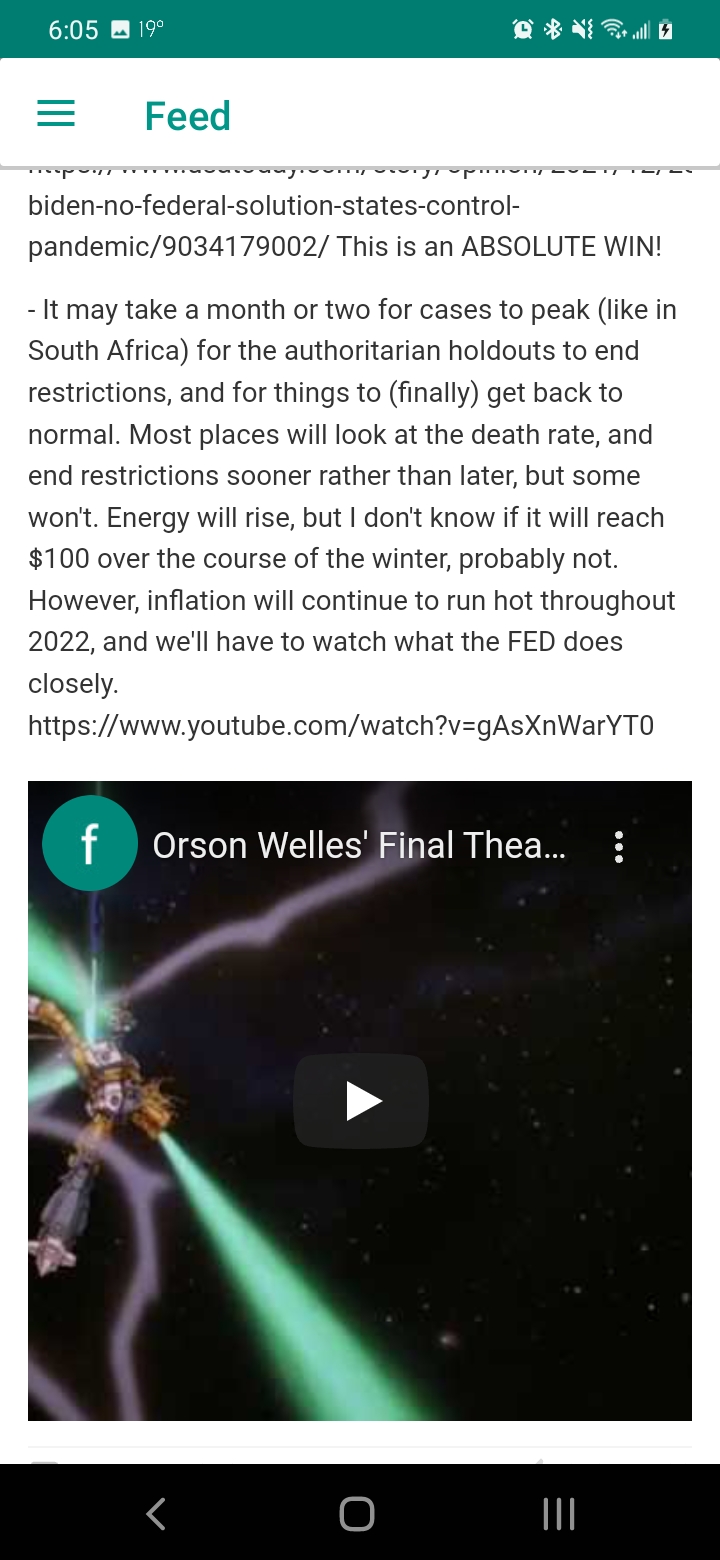 6:05 19°
Feed
biden-no-federal-solution-states-control-
pandemic/9034179002/ This is an ABSOLUTE WIN!
- It may take a month or two for cases to peak (like in
South Africa) for the authoritarian holdouts to end
restrictions, and for things to (finally) get back to
normal. Most places will look at the death rate, and
end restrictions sooner rather than later, but some
won't. Energy will rise, but I don't know if it will reach
$100 over the course of the winter, probably not.
However, inflation will continue to run hot throughout
2022, and we'll have to watch what the FED does
closely.
https://www.youtube.com/watch?v=gAsXnWarYT0
f Orson Welles' Final Thea...